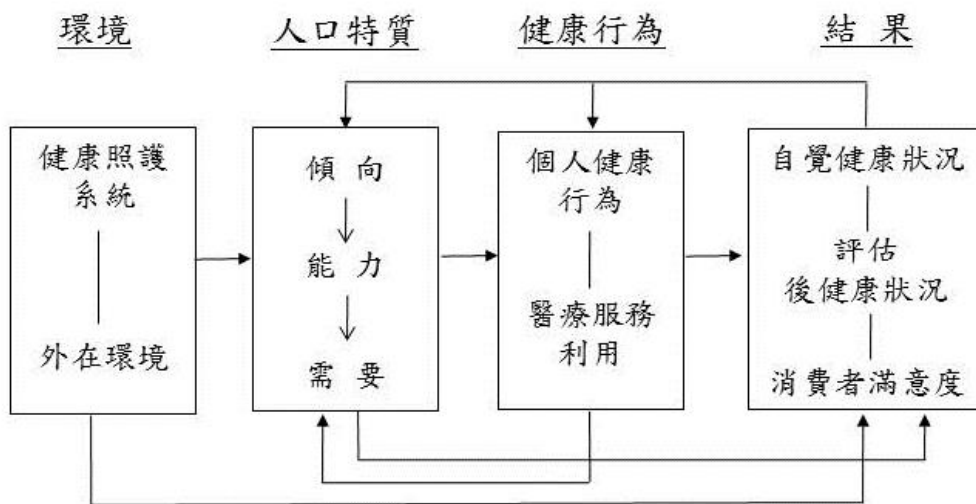 環境 人口特質 健康行為 結果
健康照護
系統
外在環境
傾向
能力
需要
個人健康
行為
醫療服務
利用
自覺健康狀況
評估
後健康狀況
消費者滿意度